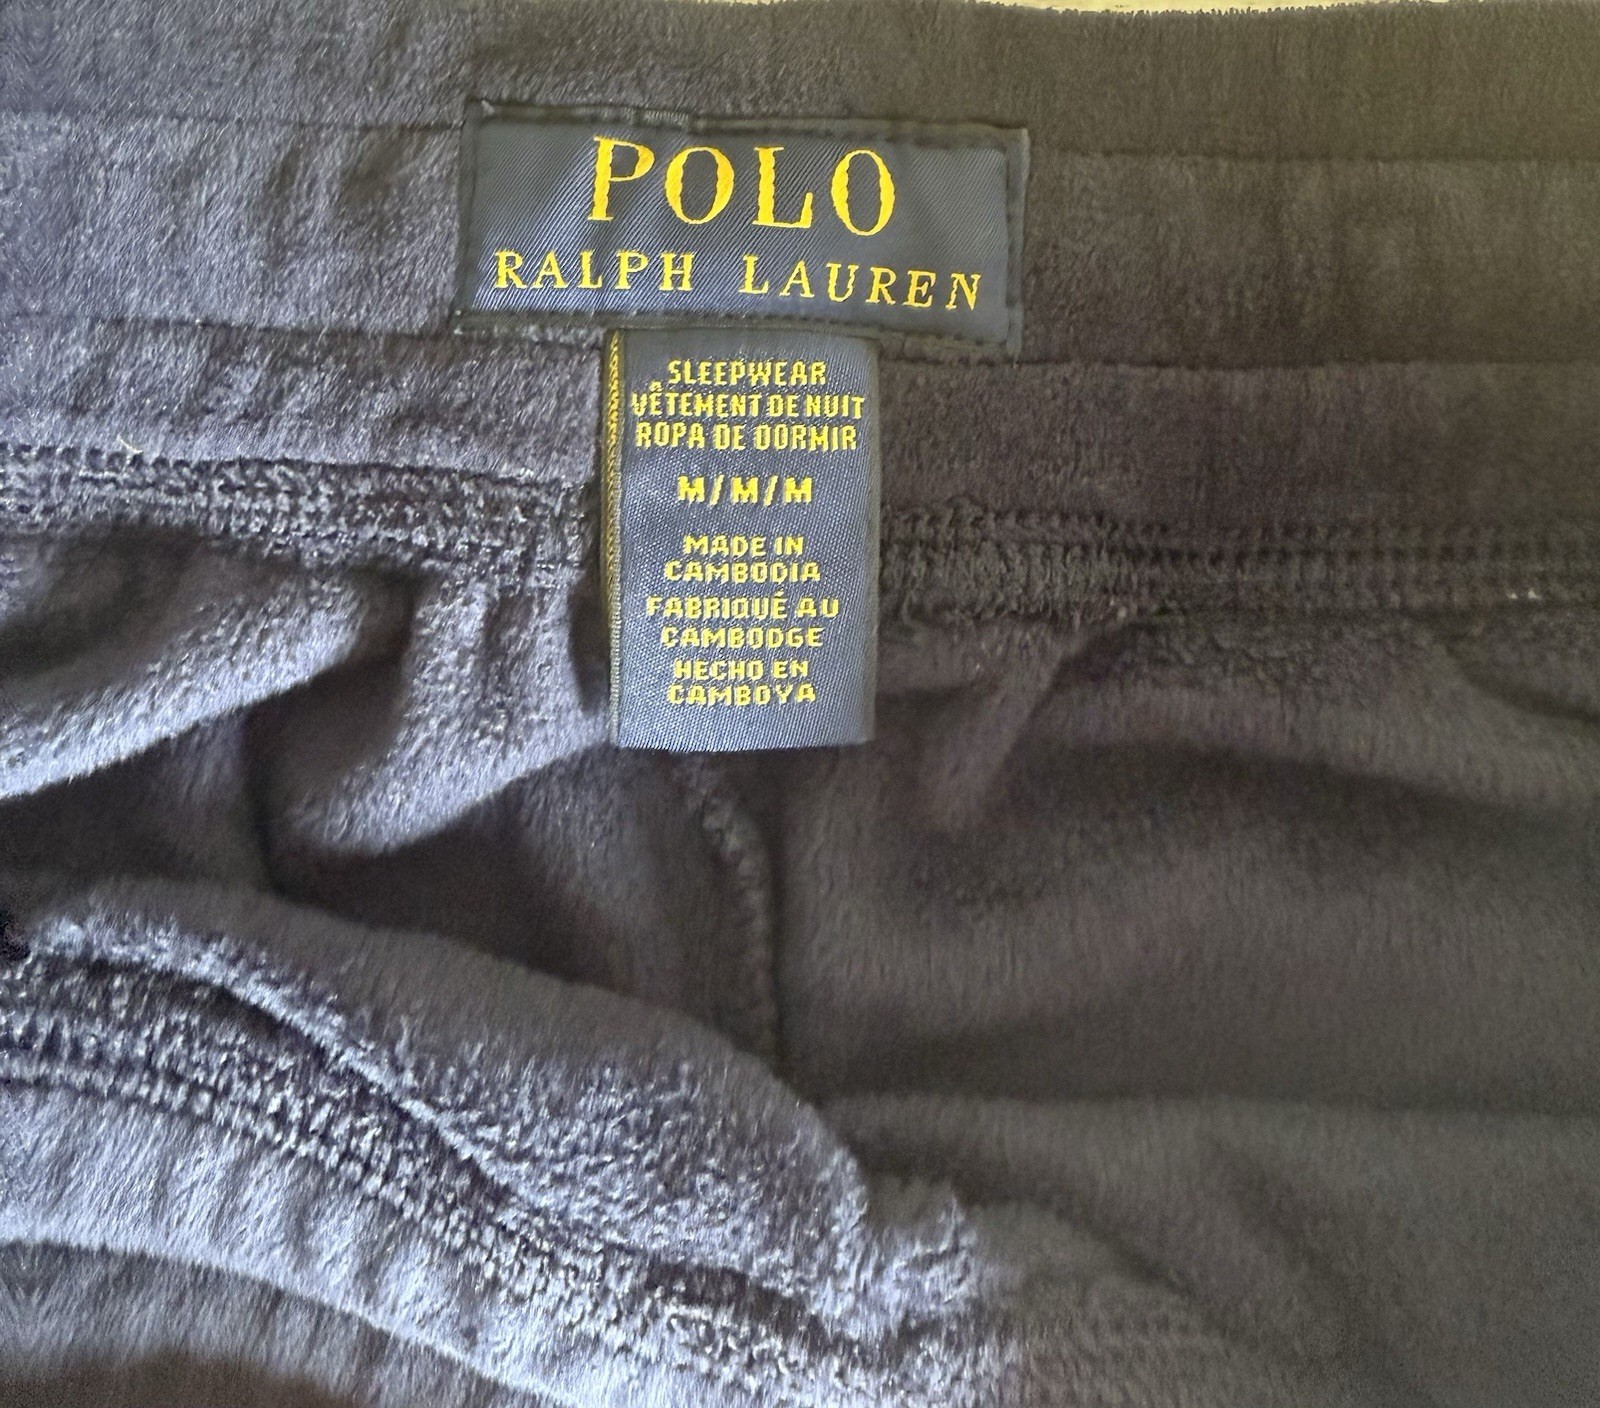 POLO
RALPH LAUREN
SLEEPWEAR
VÊTEMENT DE NUIT
ROPA DE DORMIR
M/M/M
MADE IN
CAMBODIA
FABRIQUÉ AU
CAMBODGE
HECHO EN
CAMBOYA